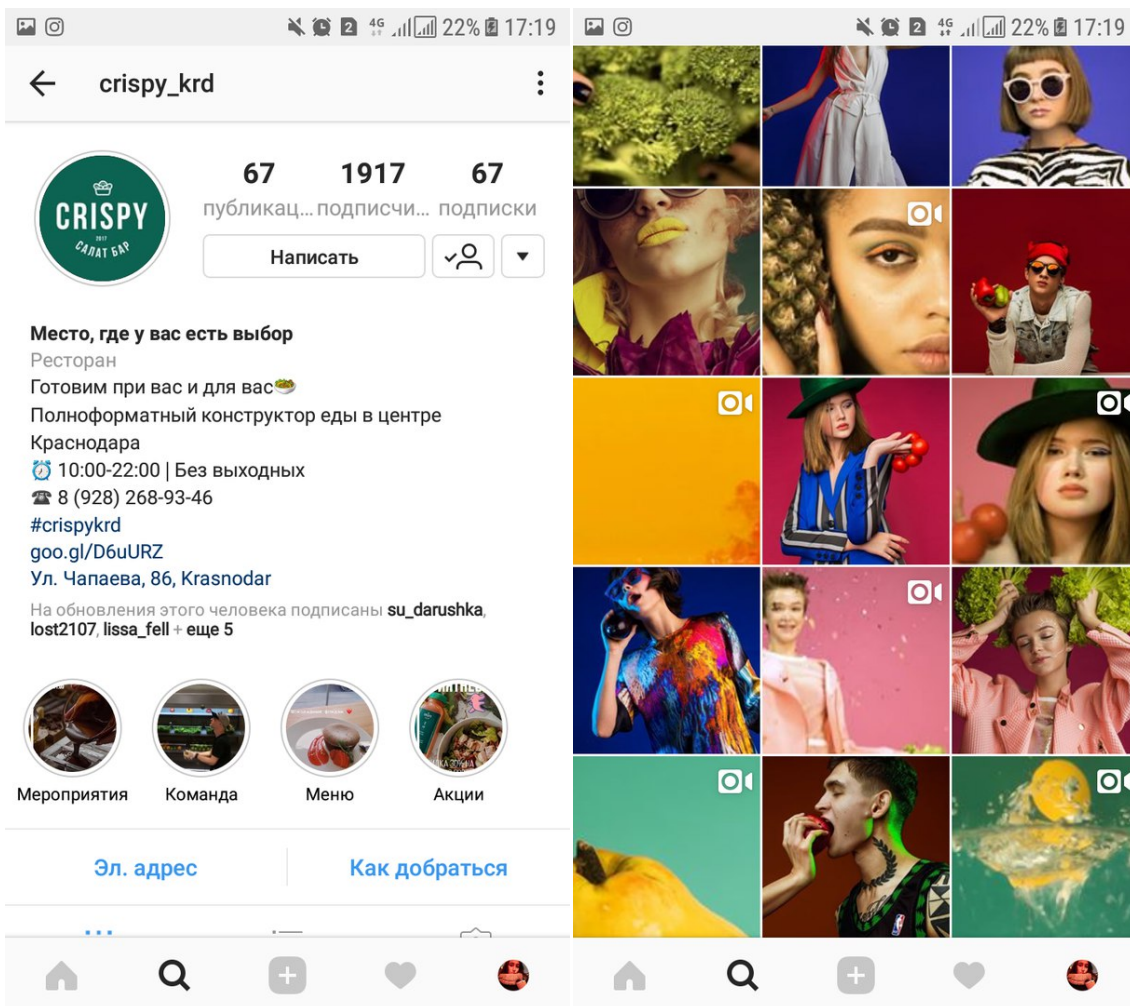 4G 22% 17:19
crispy_krd
67 1917 67
публикац... подписчи... подписки
CRISPY
2017
САЛАТ БАР
Написать
Место, где у вас есть выбор
Ресторан
Готовим при вас и для вас
Полноформатный конструктор еды в центре
Краснодара
10:00-22:00 | Без выходных
8 (928) 268-93-46
#crispykrd
goo.gl/D6uURZ
Ул. Чапаева, 86, Krasnodar
На обновления этого человека подписаны su_darushka,
lost2107, lissa_fell + еще 5
Мероприятия Команда Меню Акции
Эл. адрес Как добраться
2 4G 22% 17:19